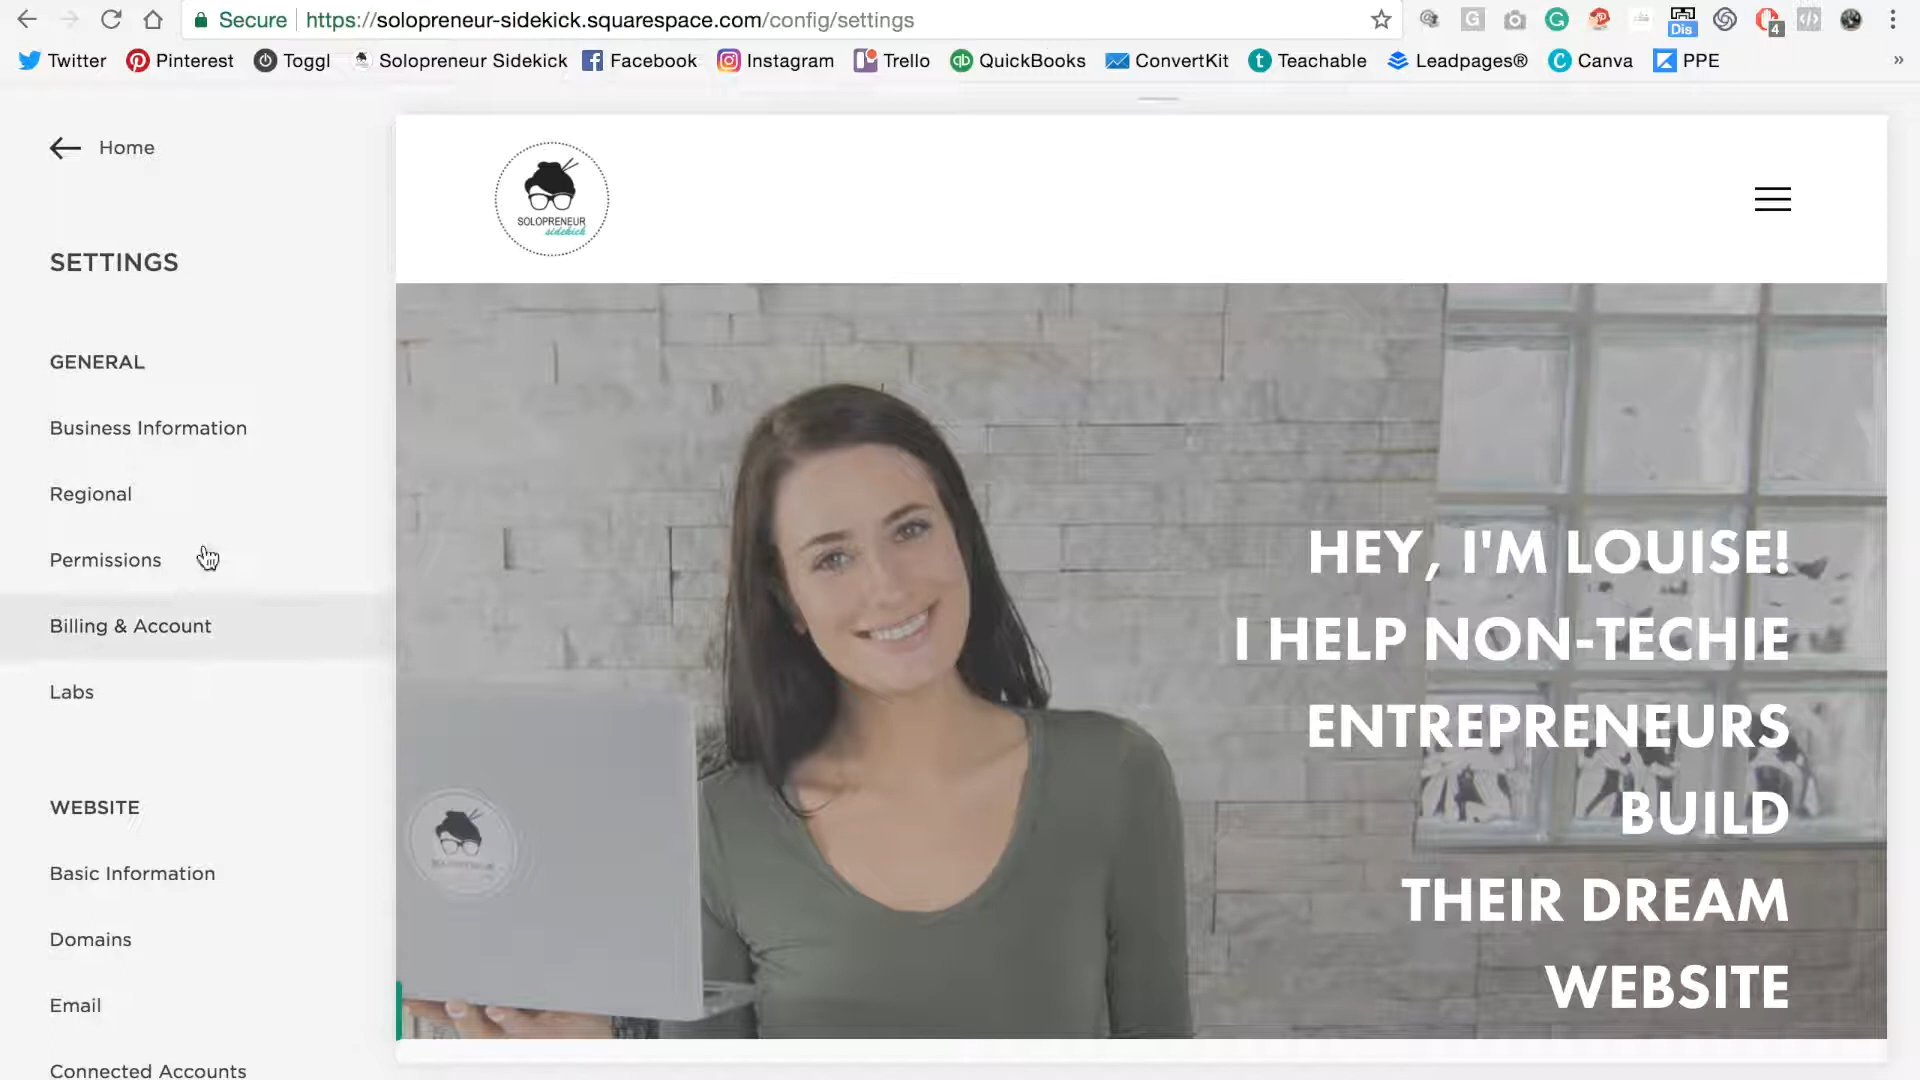 Secure https://solopreneur-sidekick.squarespace.com/config/settings
Dis
4
Twitter Pinterest Toggl Solopreneur Sidekick Facebook Instagram Trello QuickBooks ConvertKit Teachable Leadpages® Canva PPE »
Home
SETTINGS
GENERAL
Business Information
Regional
Permissions
Billing & Account
Labs
WEBSITE
Basic Information
Domains
Email
Connected Accounts
SOLOPRENEUR
sidekick
HEY, I'M LOUISE!
I HELP NON-TECHIE
ENTREPRENEURS
BUILD
THEIR DREAM
WEBSITE